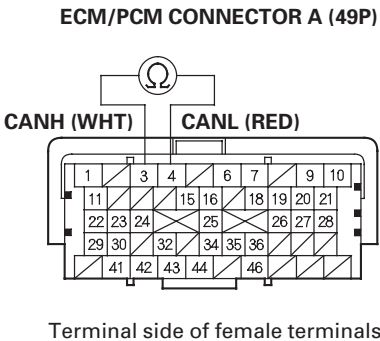 ECM/PCM CONNECTOR A (49P)
Ω
CANH (WHT) CANL (RED)
1 3 4 6 7 9 10
11 15 16 18 19 20 21
22 23 24 25 26 27 28
29 30 32 34 35 36
41 42 43 44 46
Terminal side of female terminals